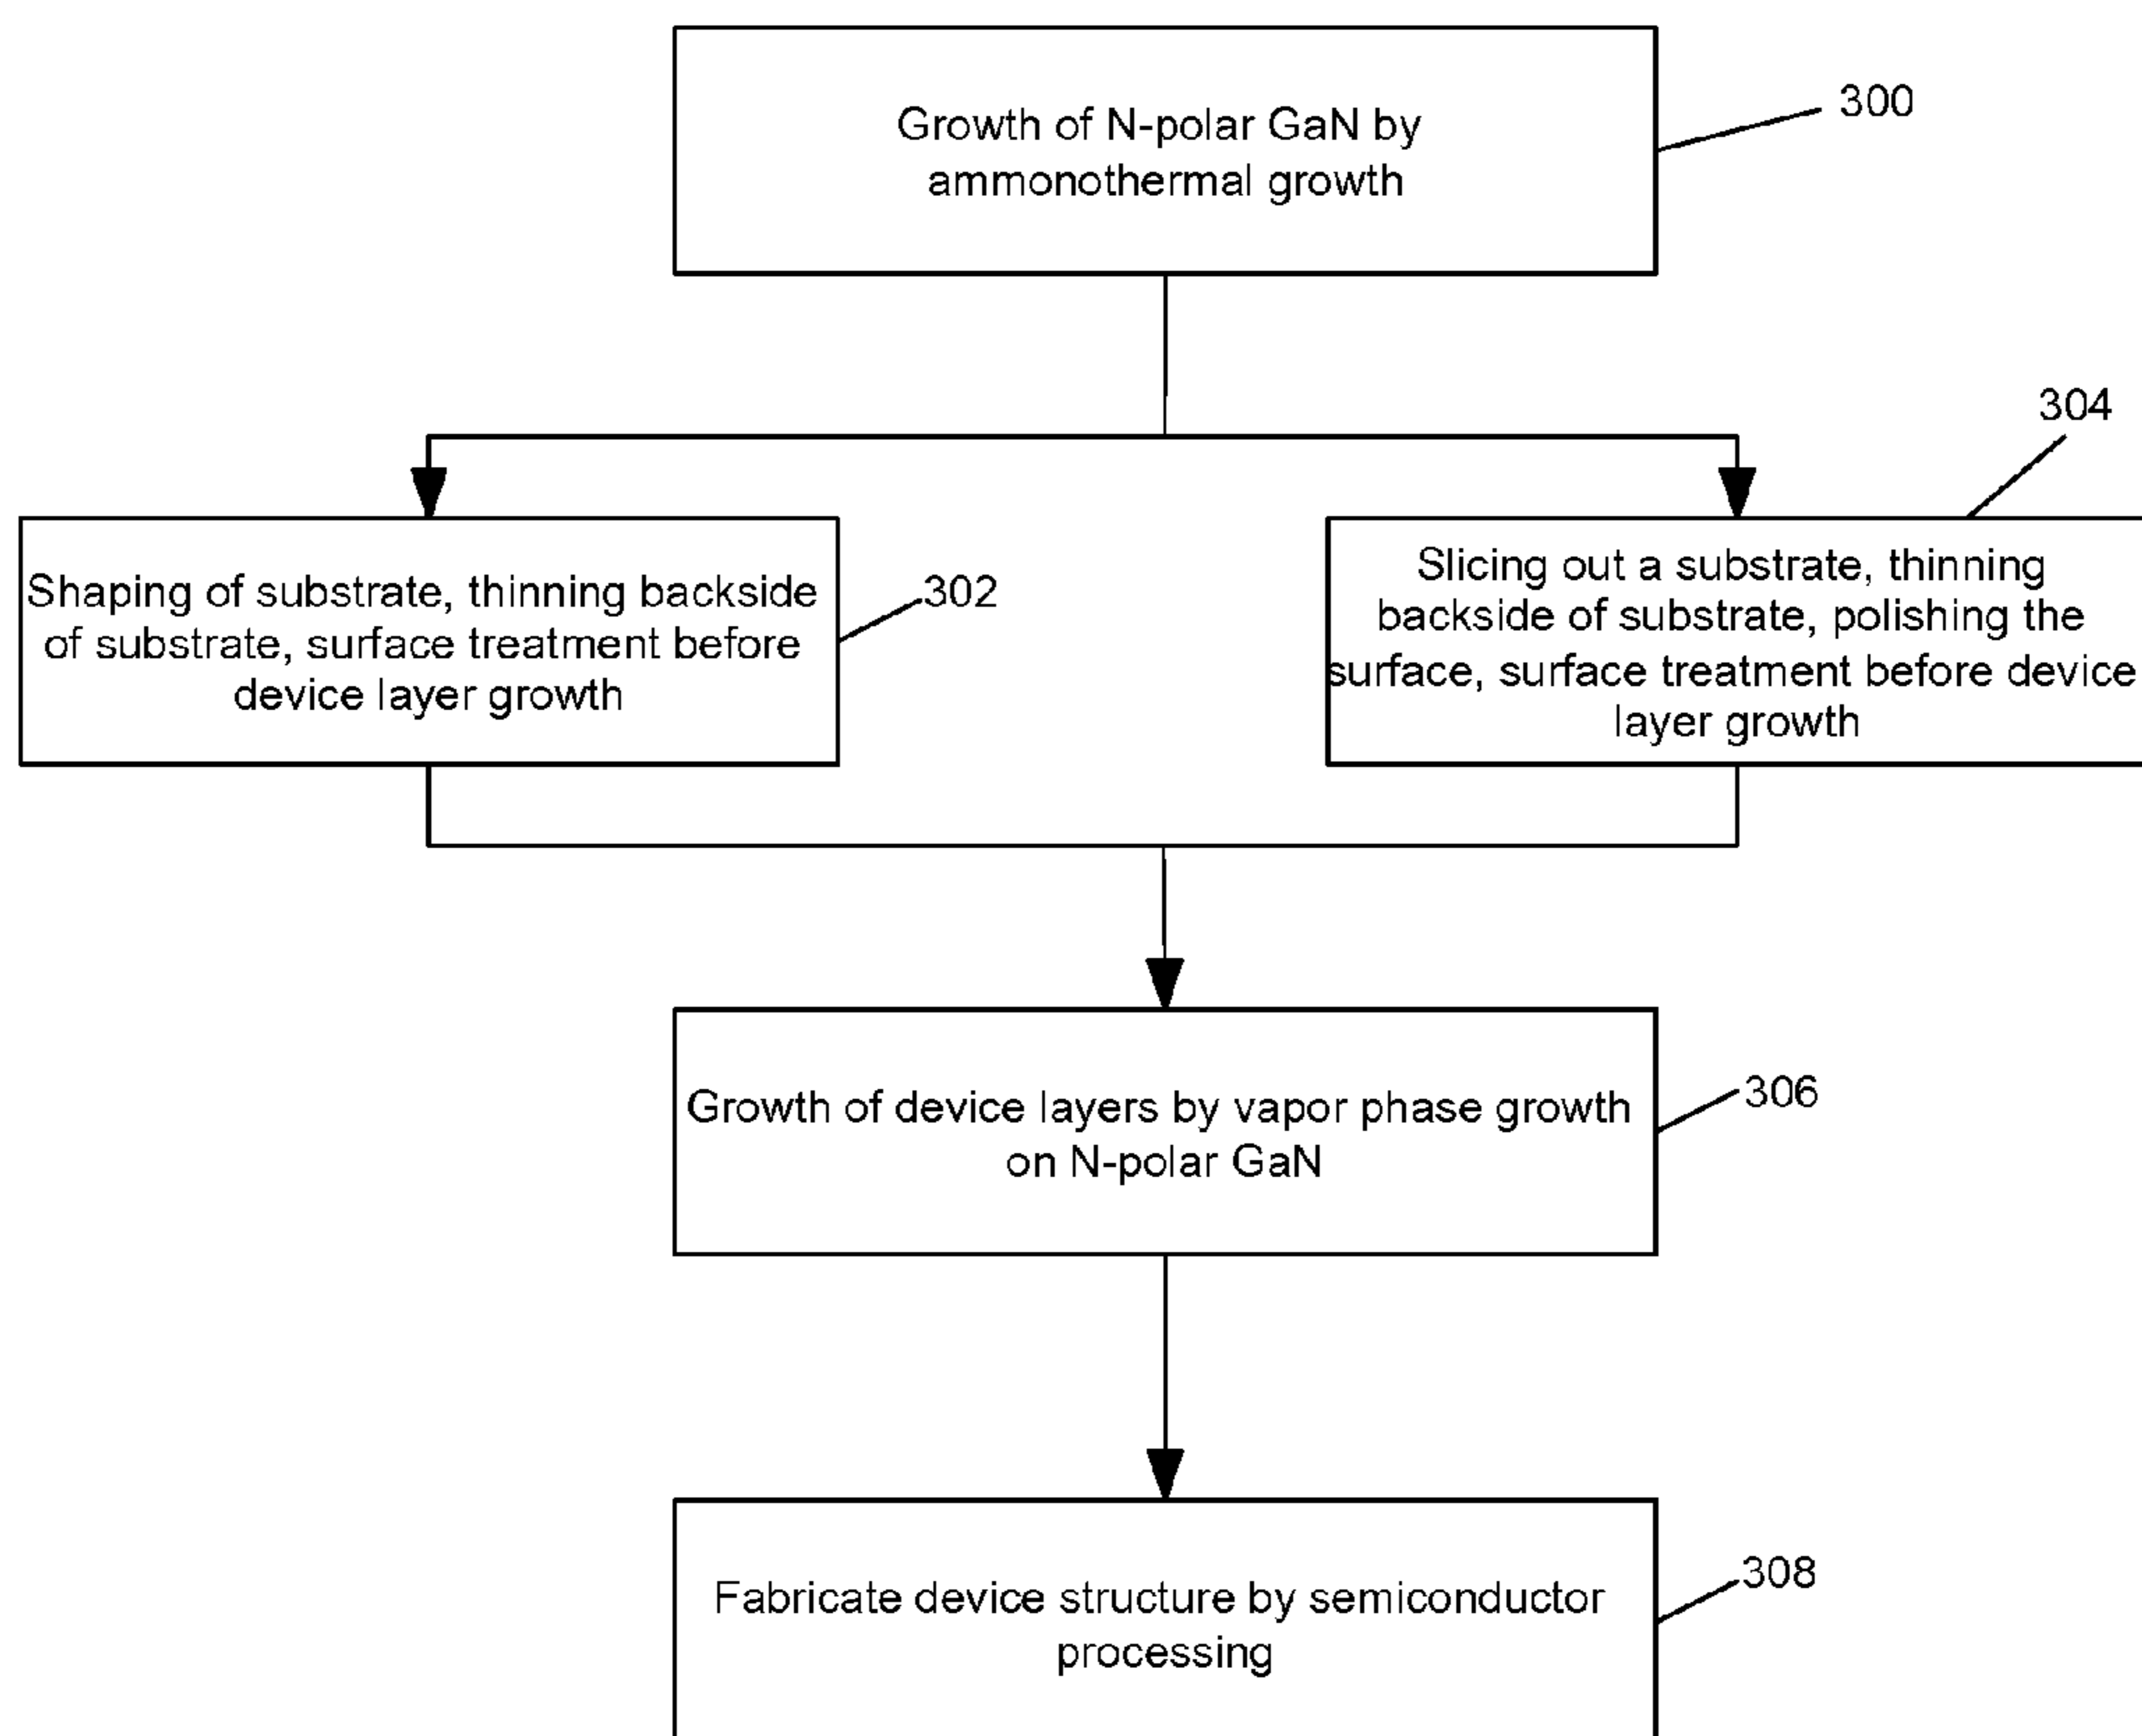 Growth of N-polar GaN by
ammonothermal growth
300
304
Shaping of substrate, thinning backside
of substrate, surface treatment before
device layer growth
302
Slicing out a substrate, thinning
backside of substrate, polishing the
surface, surface treatment before device
layer growth
Growth of device layers by vapor phase growth
on N-polar GaN
306
Fabricate device structure by semiconductor
processing
308